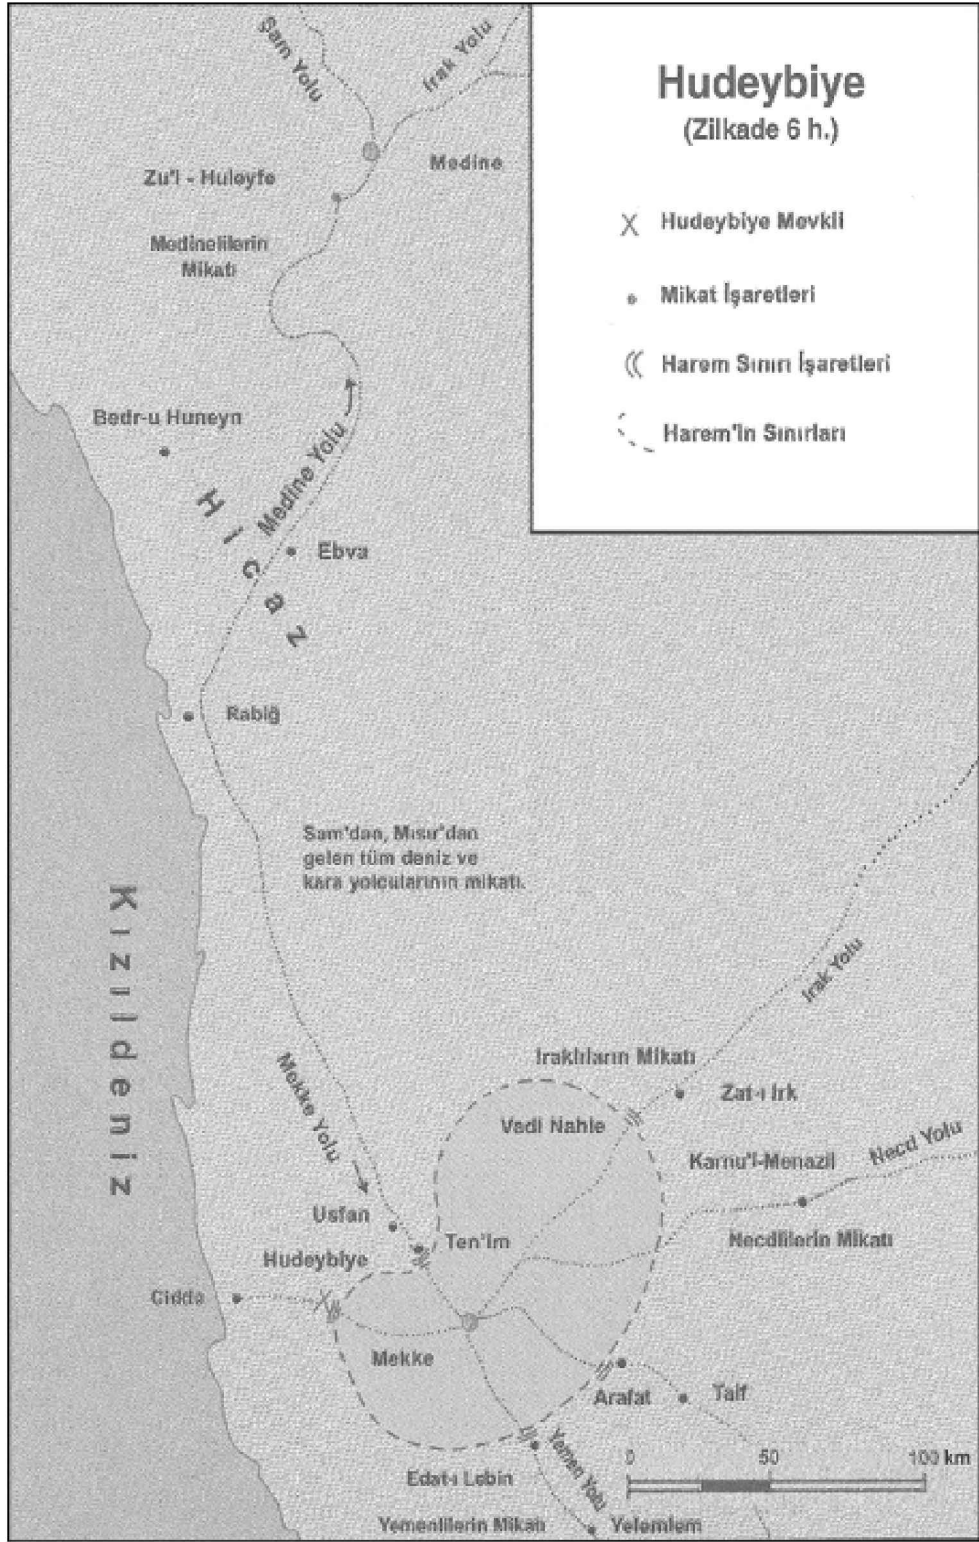 Şam Yolu
Irak Yolu
Hudeybiye
(Zilkade 6 h.)
Medine
Zu'l - Huleyfe
Hudeybiye Mevkii
Medinelilerin
Mikatı
Mikat İşaretleri
Harem Sınırı İşaretleri
Harem'in Sınırları
Bedr-u Huneyn
Medine Yolu
Hicaz
Ebva
Rabiğ
Şam'dan, Mısır'dan
gelen tüm deniz ve
kara yolcularının mikatı.
Kızıldeniz
Irak Yolu
Mekke Yolu
Iraklıların Mikatı
Zat-ı Irk
Vadi Nahle
Karnu'l-Menazil
Necd Yolu
Usfan
Ten'im
Necdlilerin Mikatı
Hudeybiye
Cidde
Mekke
Arafat
Taif
Edat-ı Lebin
Yemen Yolu
0 50 100 km
Yemenlilerin Mikatı
Yelemlem